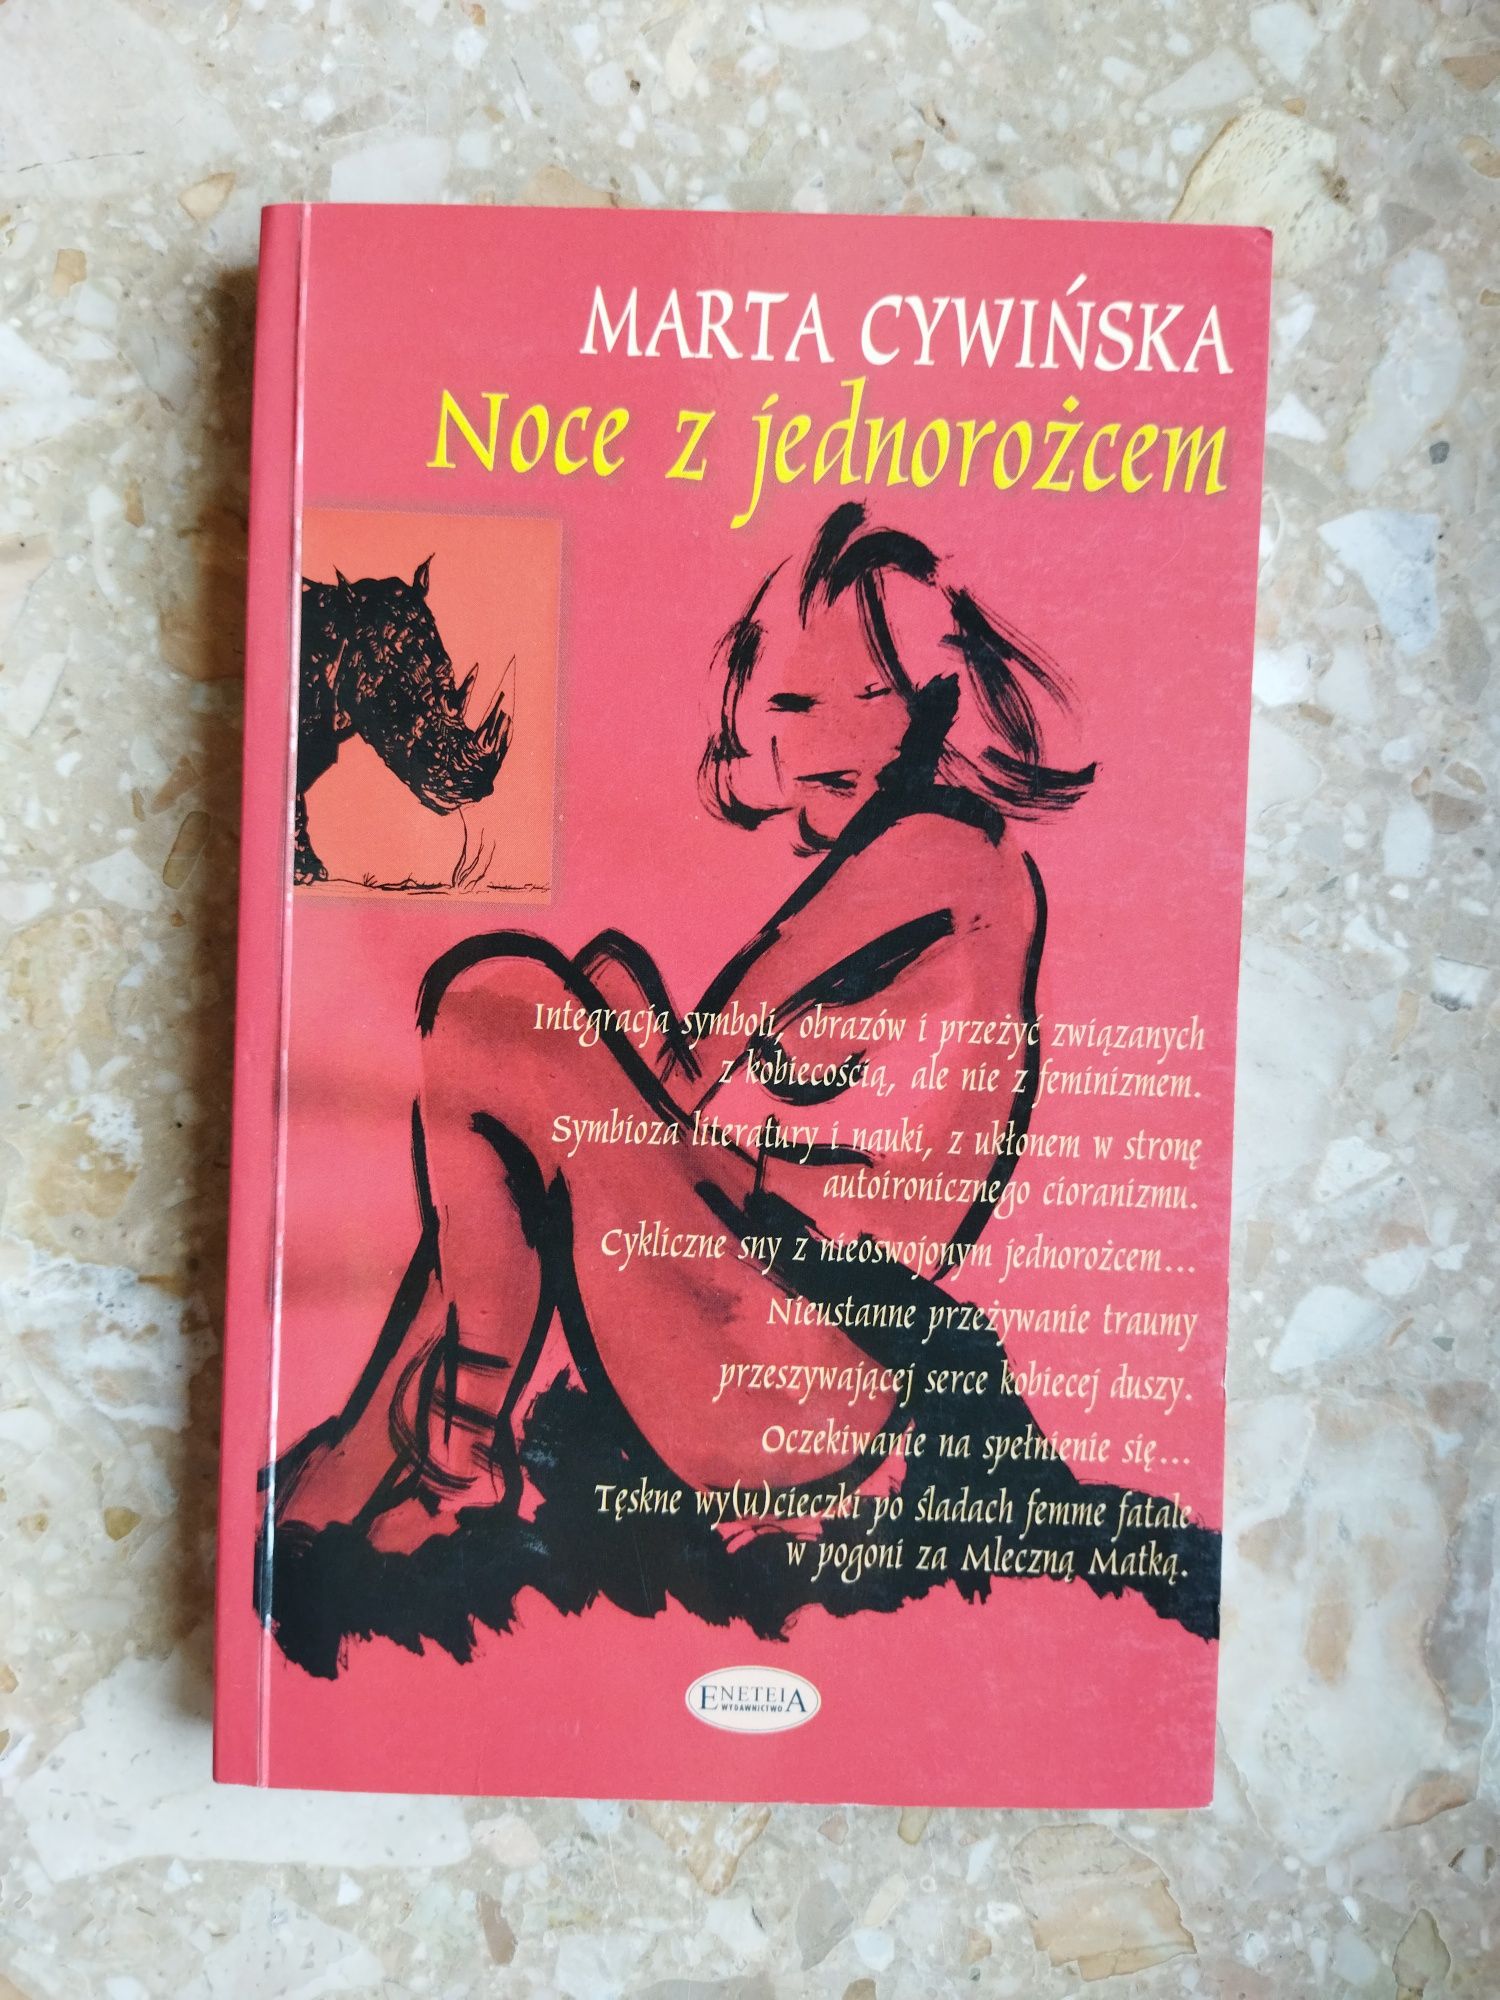 MARTA CYWIŃSKA
Noce z jednorożcem
Integracja symboli, obrazów i przeżyć związanych
z kobiecością, ale nie z feminizmem.
Symbioza literatury i nauki, z ukłonem w stronę
autoironicznego cioranizmu.
Cykliczne sny z nieoswojonym jednorożcem...
Nieustanne przeżywanie traumy
przeszywającej serce kobiecej duszy.
Oczekiwanie na spełnienie się...
Tęskne wy(u)cieczki po śladach femme fatale
w pogoni za Mleczną Matką.
ENETEIA
WYDAWNICTWO